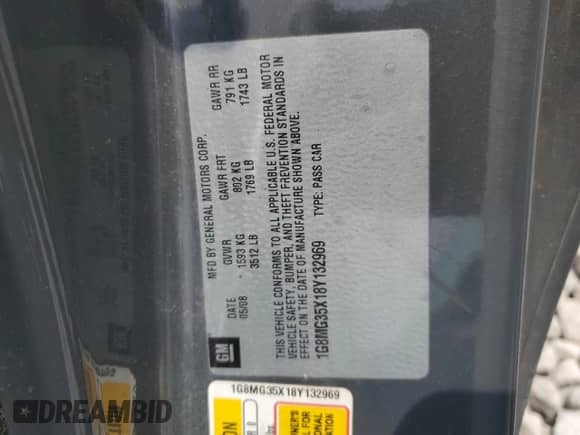 MFD BY GENERAL MOTORS CORP.
DATE GVWR GAWR FRT GAWR RR
05/08 1593 KG 802 KG 791 KG
3512 LB 1769 LB 1743 LB
THIS VEHICLE CONFORMS TO ALL APPLICABLE U.S. FEDERAL MOTOR
VEHICLE SAFETY, BUMPER, AND THEFT PREVENTION STANDARDS IN
EFFECT ON THE DATE OF MANUFACTURE SHOWN ABOVE.
1G8MG35X18Y132969 TYPE: PASS CAR
GM
1G8MG35X18Y132969
DREAMBID